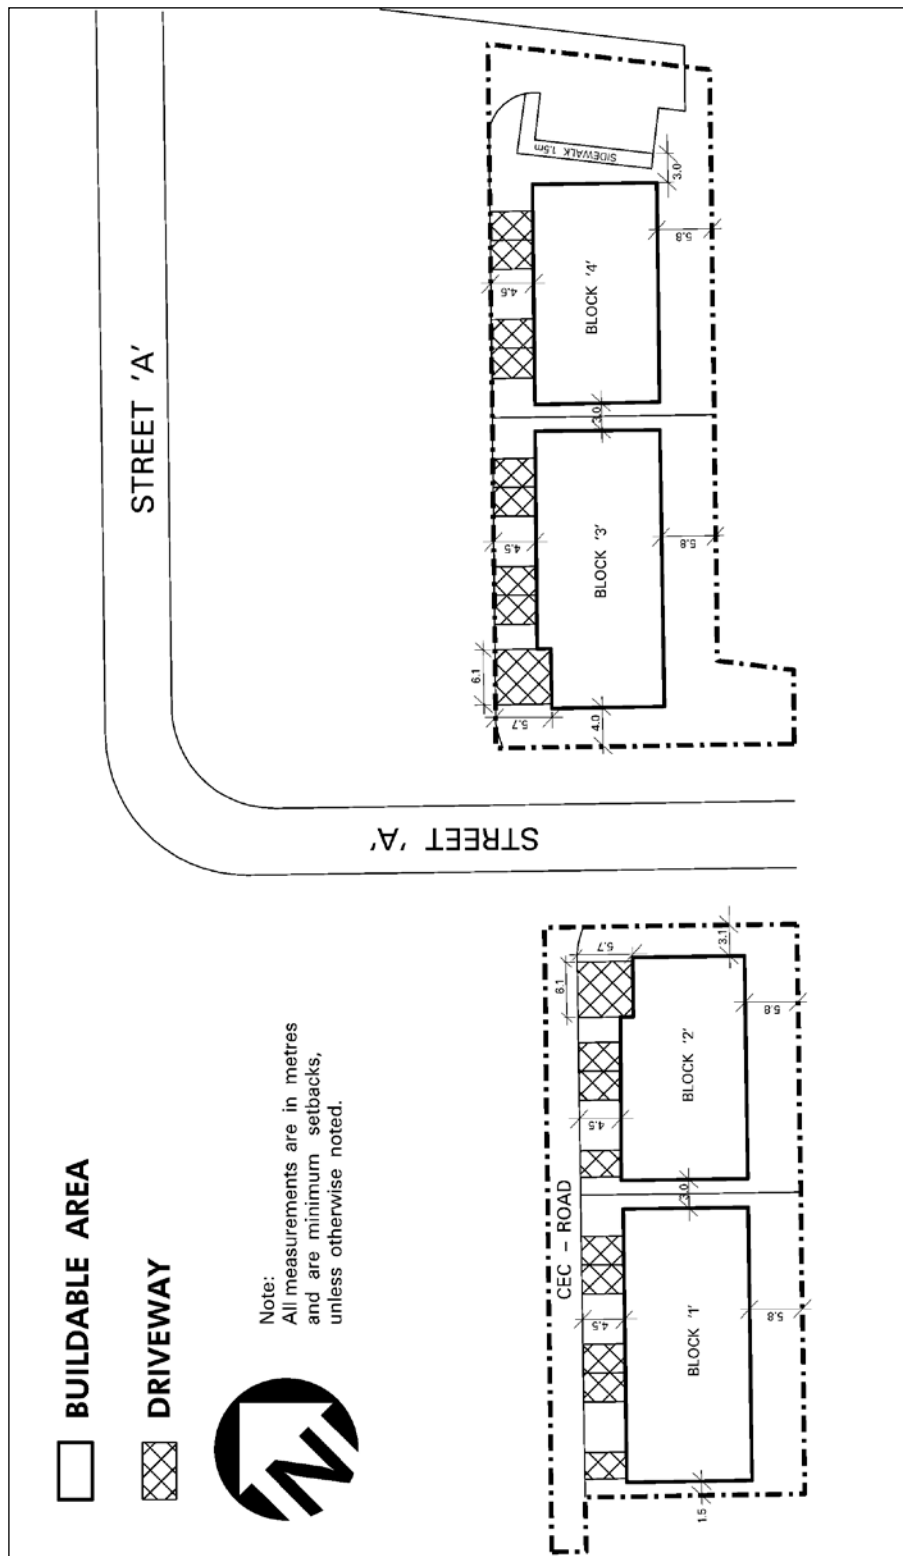 STREET 'A'
SIDEWALK 1.5m
3.0
4.5
BLOCK '4'
5.8
3.0
4.5
BLOCK '3'
5.8
6.1
5.7
4.0
STREET 'A'
6.1
5.7
3.1
4.5
BLOCK '2'
5.8
3.0
CEC - ROAD
4.5
BLOCK '1'
5.8
1.5
BUILDABLE AREA
DRIVEWAY
Note:
All measurements are in metres
and are minimum setbacks,
unless otherwise noted.
N